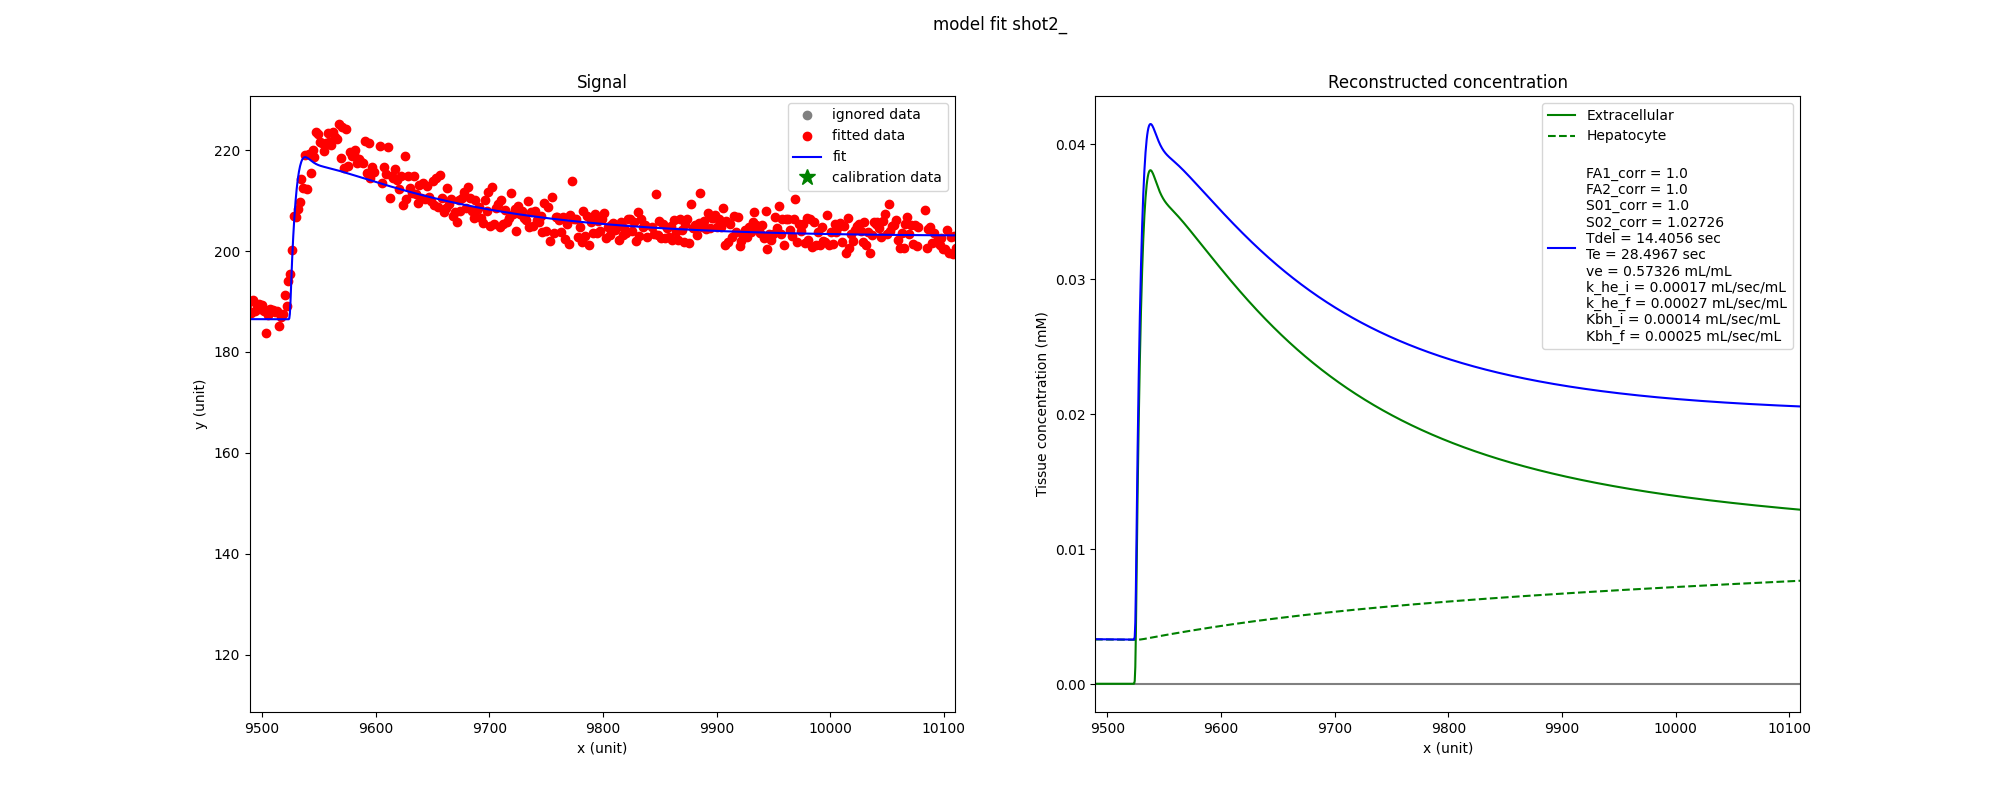 model fit shot2_
Signal
ignored data
fitted data
fit
calibration data
220
200
180
160
140
120
y (unit)
9500
9600
9700
9800
9900
10000
10100
x (unit)
Reconstructed concentration
Extracellular
Hepatocyte
FA1_corr = 1.0
FA2_corr = 1.0
S01_corr = 1.0
S02_corr = 1.02726
Tdel = 14.4056 sec
Te = 28.4967 sec
ve = 0.57326 mL/mL
k_he_i = 0.00017 mL/sec/mL
k_he_f = 0.00027 mL/sec/mL
Kbh_i = 0.00014 mL/sec/mL
Kbh_f = 0.00025 mL/sec/mL
0.04
0.03
0.02
0.01
0.00
Tissue concentration (mM)
9500
9600
9700
9800
9900
10000
10100
x (unit)